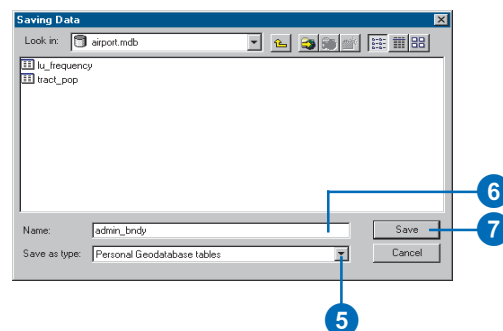 Saving Data
Look in: airport.mdb
lu_frequency
tract_pop
6
Name: admin_bndy Save 7
Save as type: Personal Geodatabase tables Cancel
5